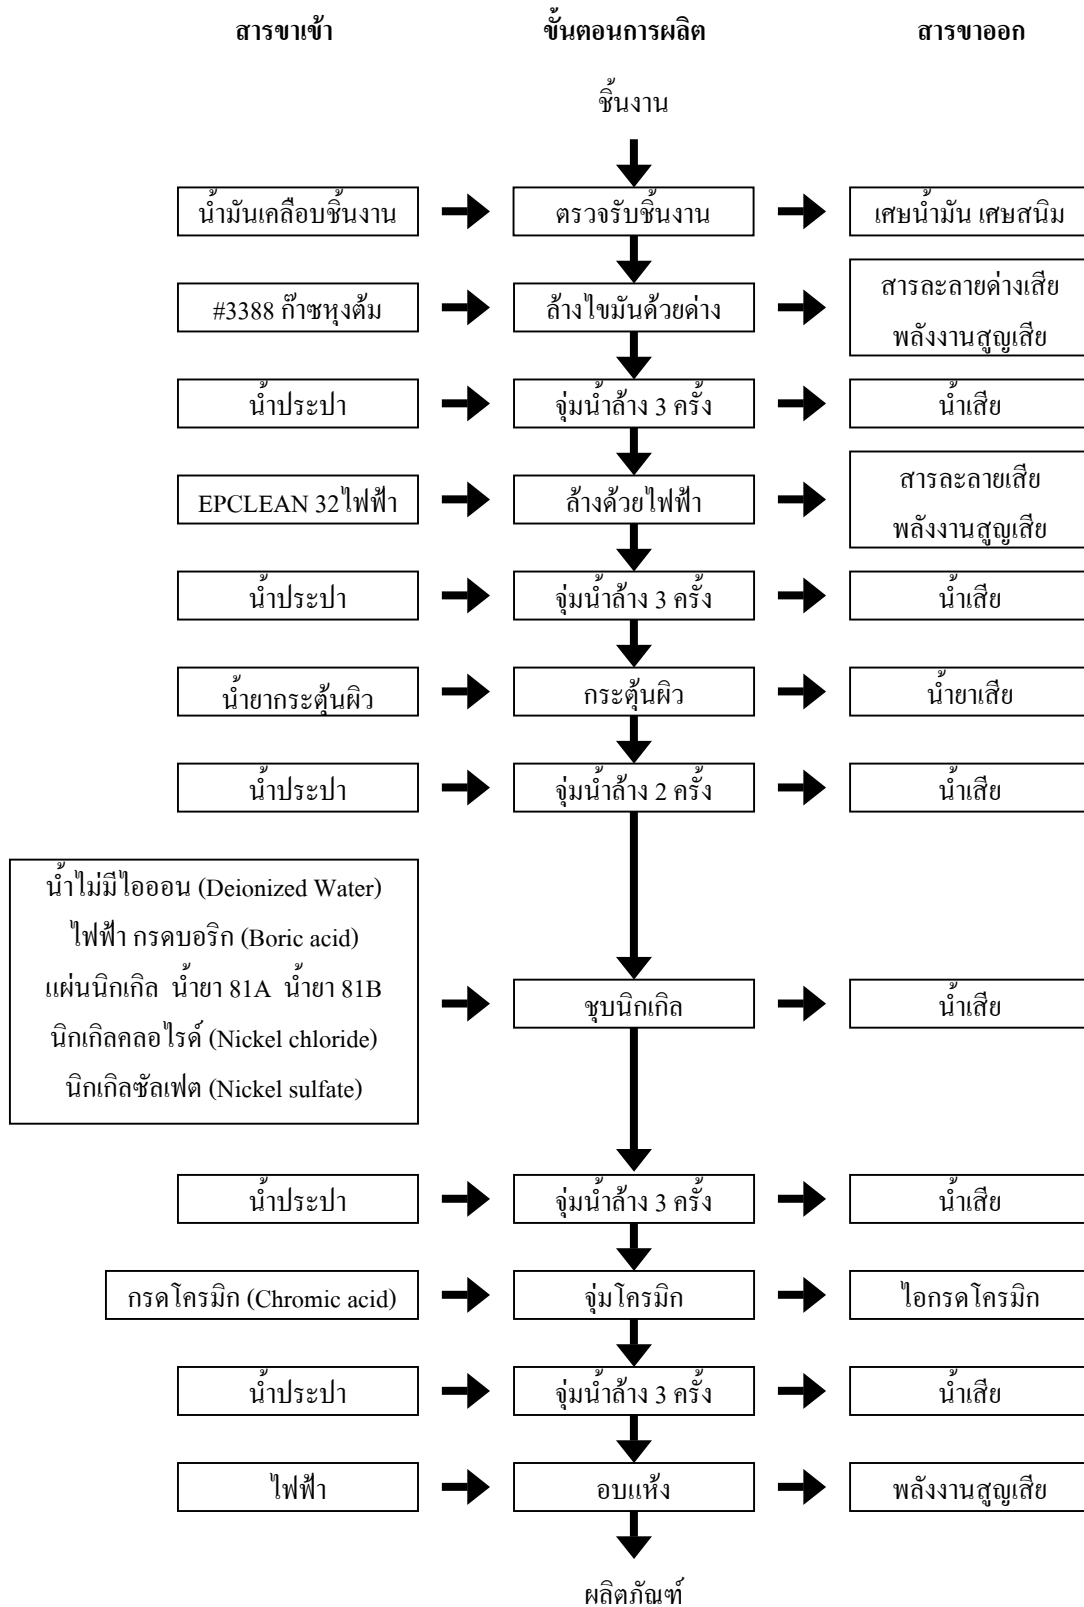 สารขาเข้า ขั้นตอนการผลิต สารขาออก
ชิ้นงาน
น้ำมันเคลือบชิ้นงาน ตรวจรับชิ้นงาน เศษน้ำมัน เศษสนิม
#3388 ก๊าซหุงต้ม ล้างไขมันด้วยด่าง สารละลายด่างเสีย
พลังงานสูญเสีย
น้ำประปา จุ่มน้ำล้าง 3 ครั้ง น้ำเสีย
EPCLEAN 32ไฟฟ้า ล้างด้วยไฟฟ้า สารละลายเสีย
พลังงานสูญเสีย
น้ำประปา จุ่มน้ำล้าง 3 ครั้ง น้ำเสีย
น้ำยากระตุ้นผิว กระตุ้นผิว น้ำยาเสีย
น้ำประปา จุ่มน้ำล้าง 2 ครั้ง น้ำเสีย
น้ำไม่มีไอออน (Deionized Water)
ไฟฟ้า กรดบอริก (Boric acid)
แผ่นนิกเกิล น้ำยา 81A น้ำยา 81B
นิกเกิลคลอไรด์ (Nickel chloride)
นิกเกิลซัลเฟต (Nickel sulfate)
ชุบนิกเกิล น้ำเสีย
น้ำประปา จุ่มน้ำล้าง 3 ครั้ง น้ำเสีย
กรดโครมิก (Chromic acid) จุ่มโครมิก ไอกรดโครมิก
น้ำประปา จุ่มน้ำล้าง 3 ครั้ง น้ำเสีย
ไฟฟ้า อบแห้ง พลังงานสูญเสีย
ผลิตภัณฑ์